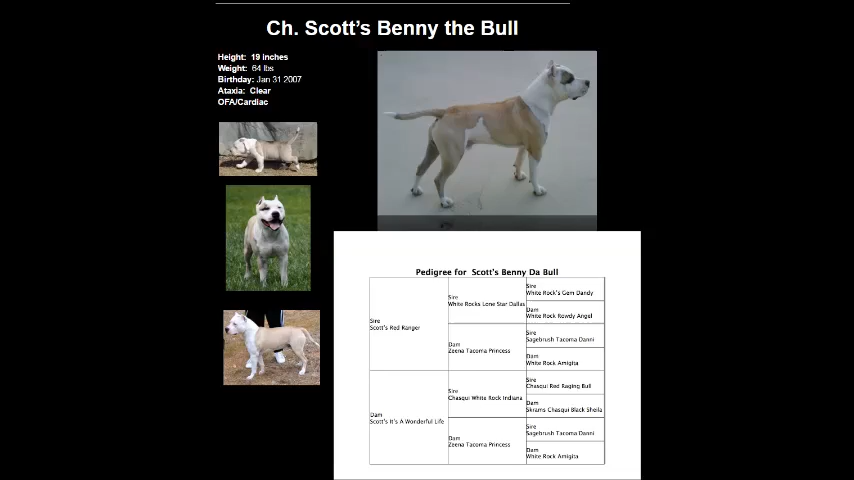 Ch. Scott's Benny the Bull
Height: 19 inches
Weight: 64 lbs
Birthday: Jan 31 2007
Ataxia: Clear
OFA/Cardiac
Pedigree for Scott's Benny Da Bull
Sire
Scott's Red Ranger
Sire
White Rocks Lone Star Dallas
Sire
White Rock's Gem Dandy
Dam
White Rock Rowdy Angel
Dam
Zeena Tacoma Princess
Sire
Sagebrush Tacoma Danni
Dam
White Rock Amigita
Dam
Scott's It's A Wonderful Life
Sire
Chasqui White Rock Indiana
Sire
Chasqui Red Raging Bull
Dam
Skrams Chasqui Black Sheila
Dam
Zeena Tacoma Princess
Sire
Sagebrush Tacoma Danni
Dam
White Rock Amigita